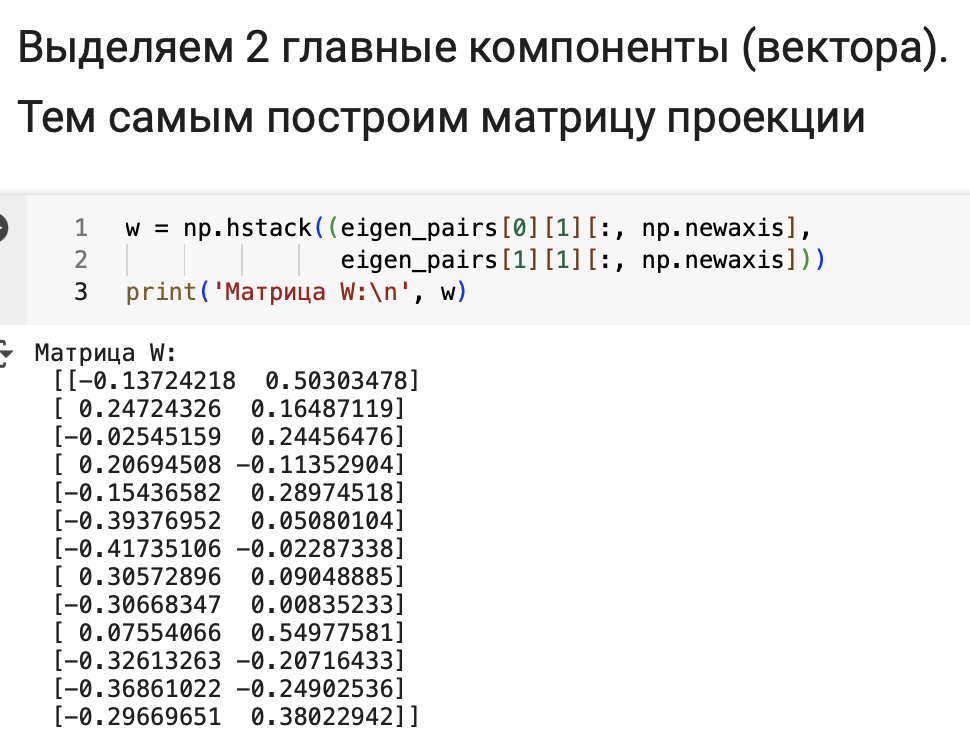 Выделяем 2 главные компоненты (вектора).
Тем самым построим матрицу проекции
1 w = np.hstack((eigen_pairs[0][1][:, np.newaxis],
2 eigen_pairs[1][1][:, np.newaxis]))
3 print('Матрица W:\n', w)
Матрица W:
[[-0.13724218 0.50303478]
[ 0.24724326 0.16487119]
[-0.02545159 0.24456476]
[ 0.20694508 -0.11352904]
[-0.15436582 0.28974518]
[-0.39376952 0.05080104]
[-0.41735106 -0.02287338]
[ 0.30572896 0.09048885]
[-0.30668347 0.00835233]
[ 0.07554066 0.54977581]
[-0.32613263 -0.20716433]
[-0.36861022 -0.24902536]
[-0.29669651 0.38022942]]